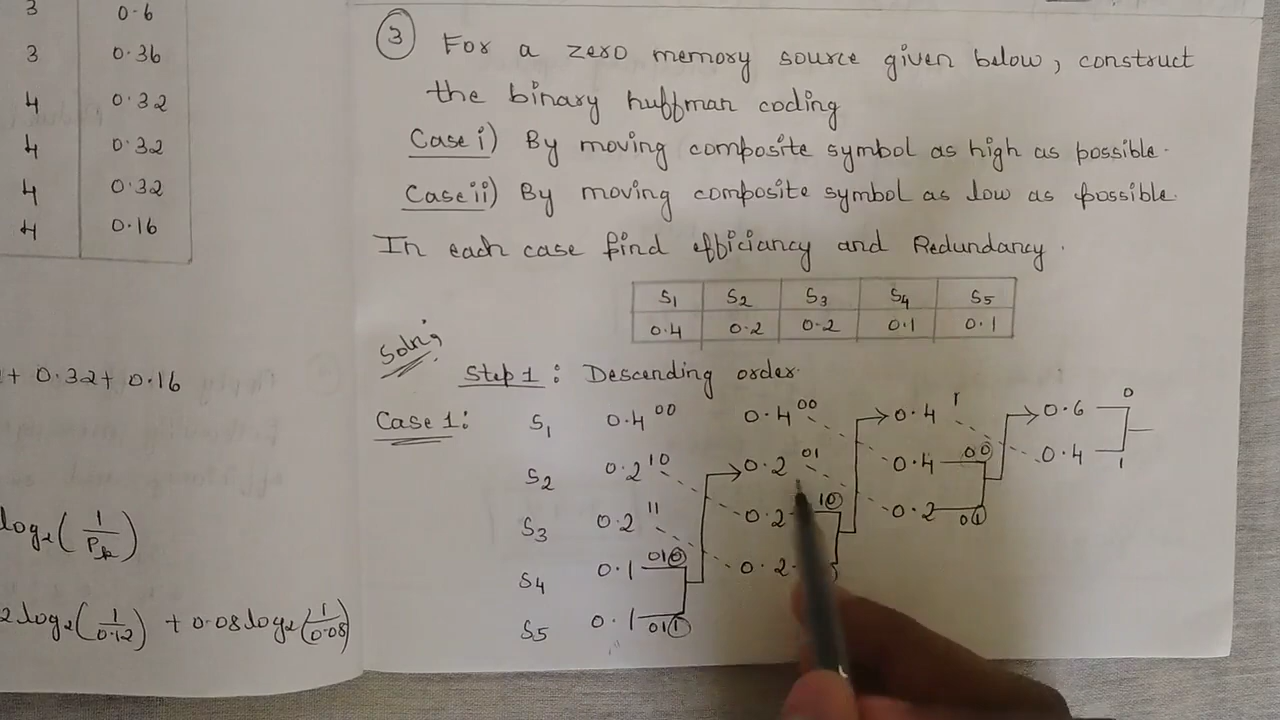 3 0.6
3 0.36
4 0.32
4 0.32
4 0.32
4 0.16
+ 0.32 + 0.16
log₂(1/Pₖ)
2 log₂(1/0.12) + 0.08 log₂(1/0.08)
③ For a zero memory source given below, construct
the binary huffman coding
Case i) By moving composite symbol as high as possible.
Case ii) By moving composite symbol as low as possible.
In each case find efficiancy and Redundancy.
S₁ S₂ S₃ S₄ S₅
0.4 0.2 0.2 0.1 0.1
Soln:
Step 1: Descending order.
Case 1: S₁ 0.4 00 0.4 00 0.4 1 0.6 0
S₂ 0.2 10 0.2 01 0.4 00 0.4 1
S₃ 0.2 11 0.2 10 0.2 01
S₄ 0.1 010 0.2
S₅ 0.1 011